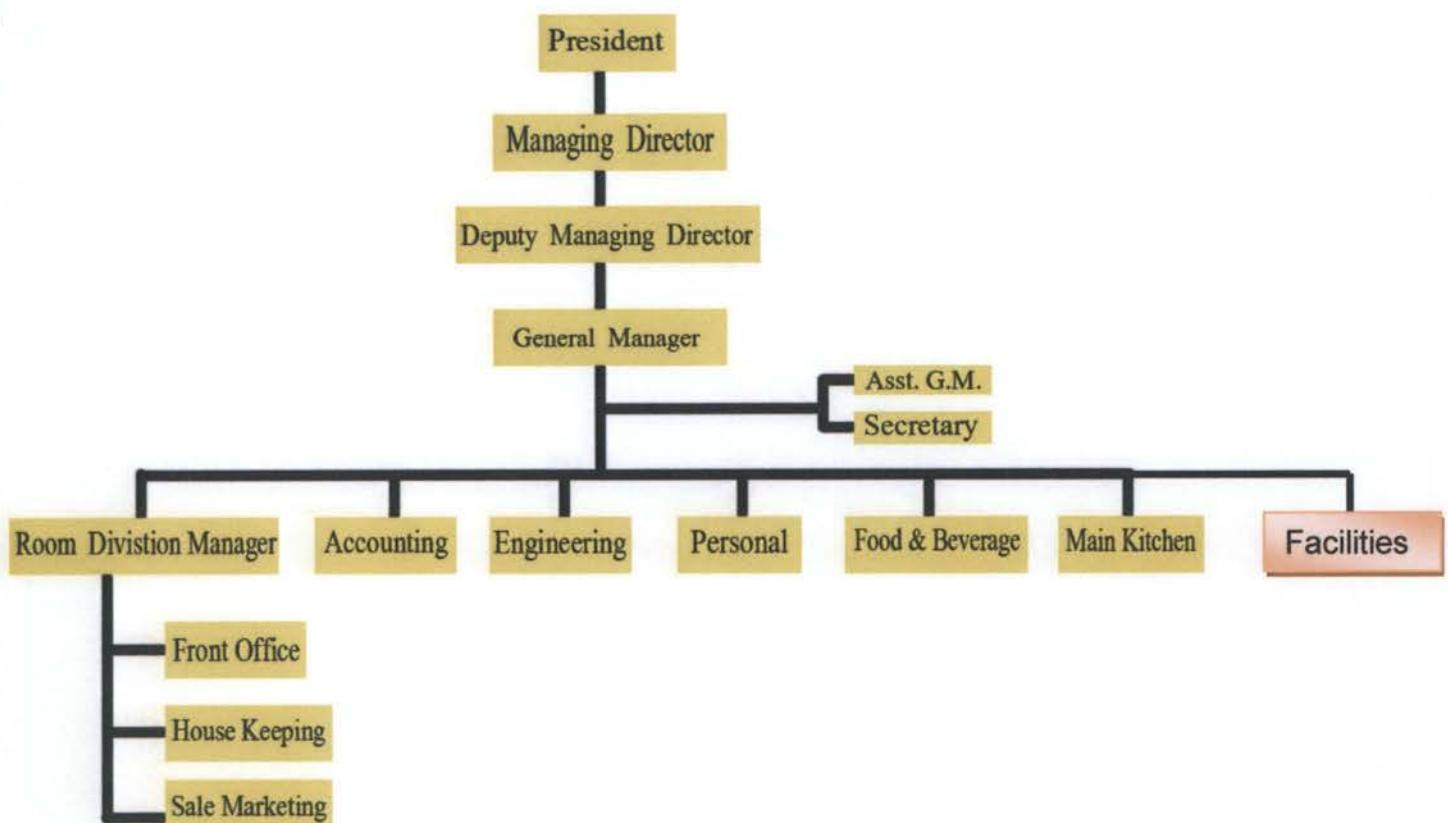 President
Managing Director
Deputy Managing Director
General Manager
Asst. G.M.
Secretary
Room Divistion Manager
Accounting
Engineering
Personal
Food & Beverage
Main Kitchen
Facilities
Front Office
House Keeping
Sale Marketing